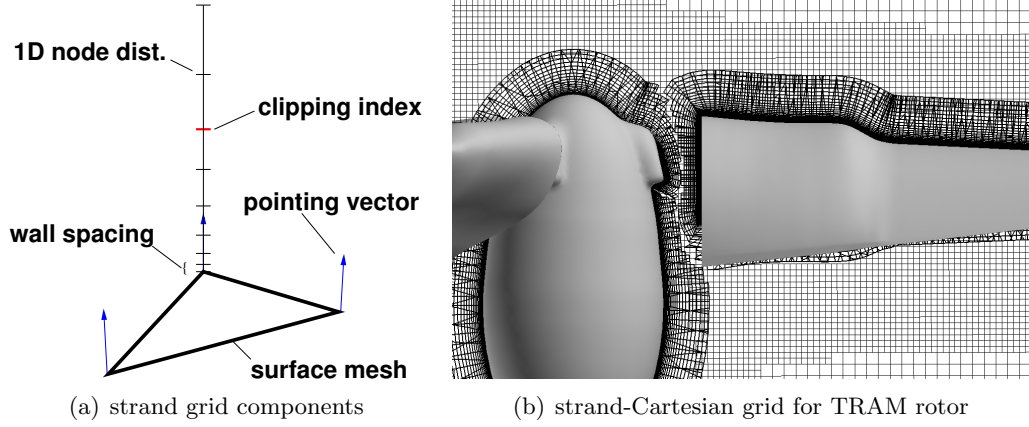 1D node dist.
clipping index
pointing vector
wall spacing
{
surface mesh
(a) strand grid components
(b) strand-Cartesian grid for TRAM rotor